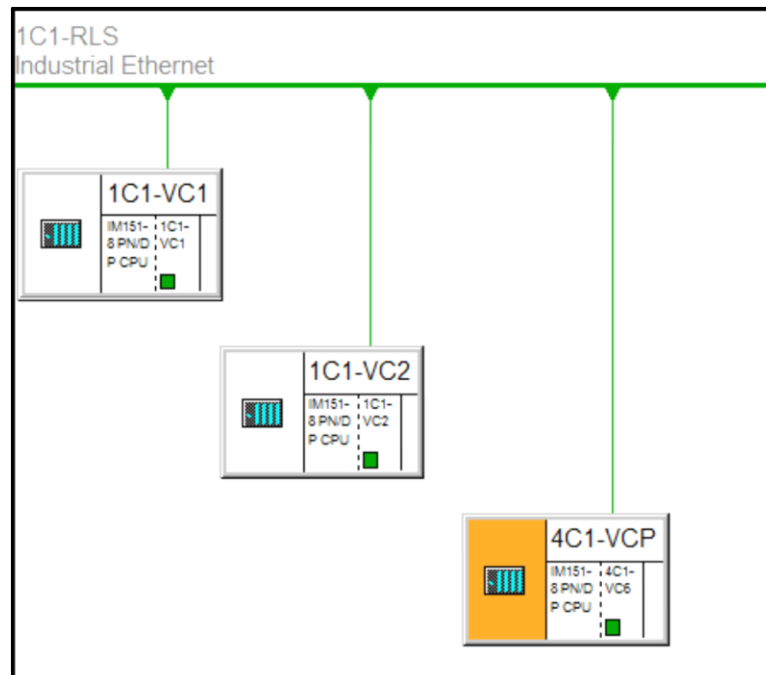 1C1-RLS
Industrial Ethernet
1C1-VC1
IM151- 1C1-
8 PN/D VC1
P CPU
1C1-VC2
IM151- 1C1-
8 PN/D VC2
P CPU
4C1-VCP
IM151- 4C1-
8 PN/D VC6
P CPU